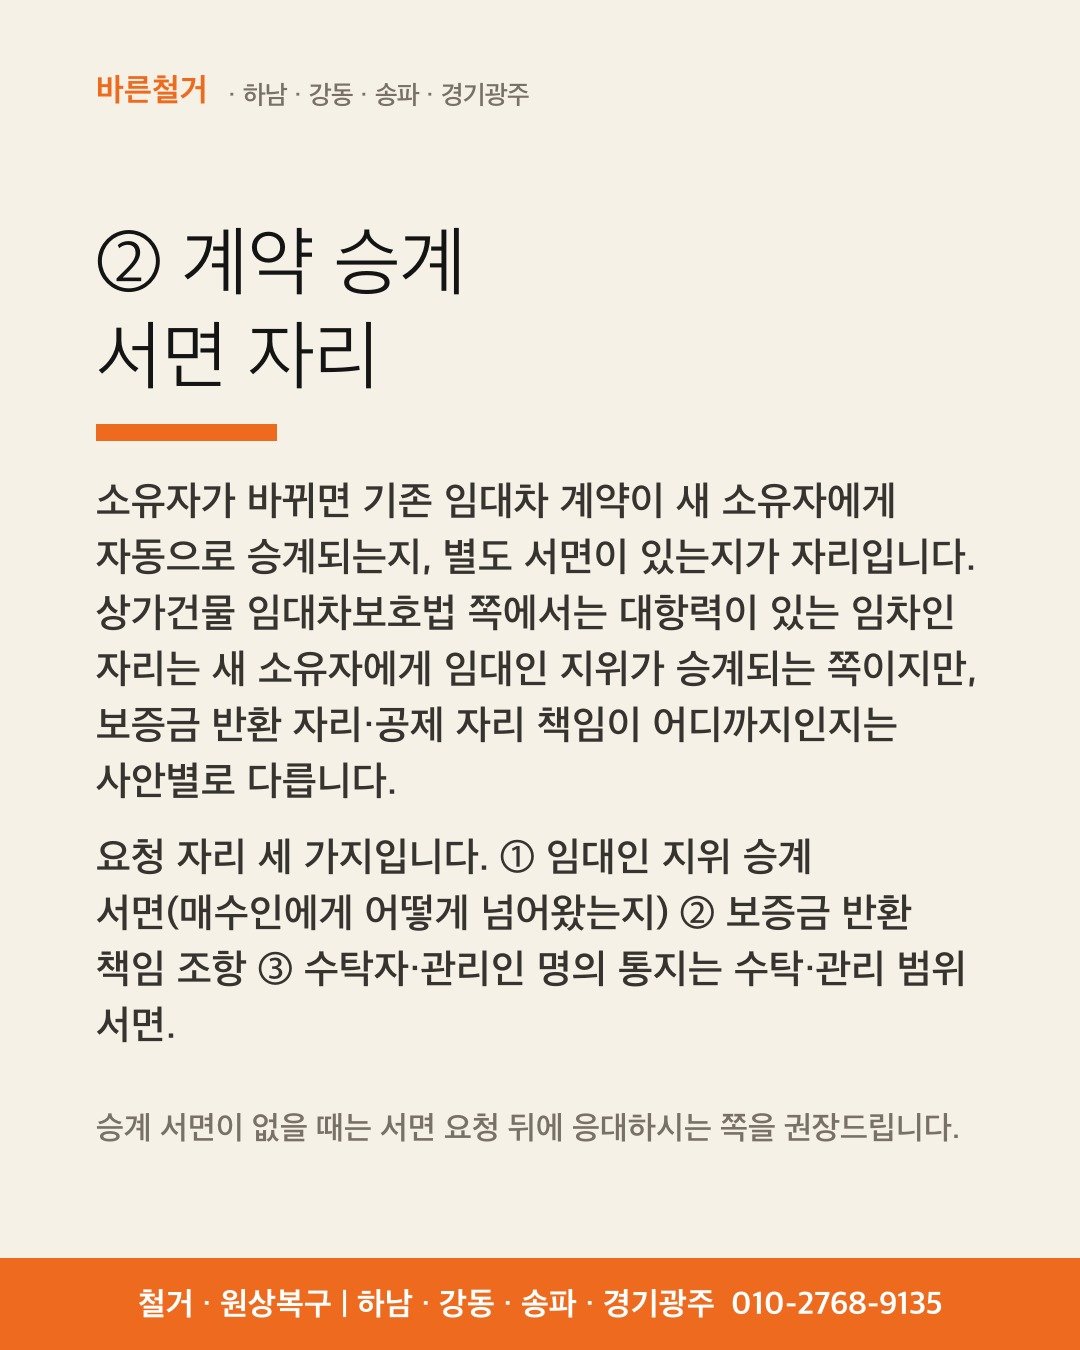 바른철거 · 하남 · 강동 · 송파 · 경기광주
② 계약 승계
서면 자리
소유자가 바뀌면 기존 임대차 계약이 새 소유자에게
자동으로 승계되는지, 별도 서면이 있는지가 자리입니다.
상가건물 임대차보호법 쪽에서는 대항력이 있는 임차인
자리는 새 소유자에게 임대인 지위가 승계되는 쪽이지만,
보증금 반환 자리·공제 자리 책임이 어디까지인지는
사안별로 다릅니다.
요청 자리 세 가지입니다. ① 임대인 지위 승계
서면(매수인에게 어떻게 넘어왔는지) ② 보증금 반환
책임 조항 ③ 수탁자·관리인 명의 통지는 수탁·관리 범위
서면.
승계 서면이 없을 때는 서면 요청 뒤에 응대하시는 쪽을 권장드립니다.
철거 · 원상복구 | 하남 · 강동 · 송파 · 경기광주 010-2768-9135